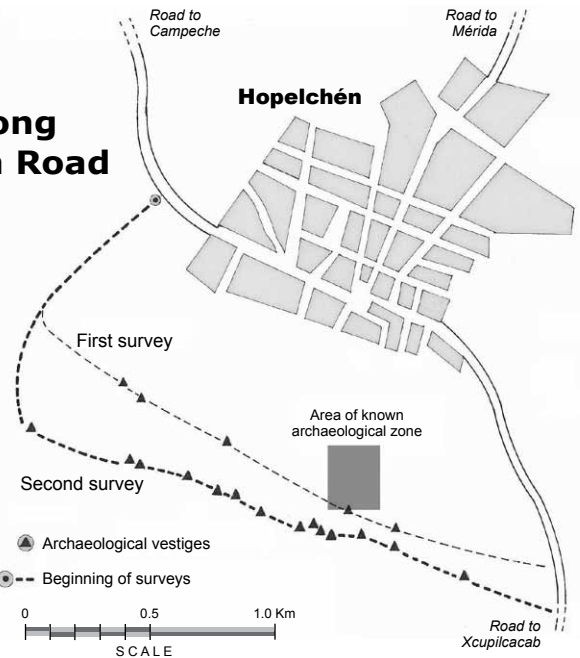 Road to
Campeche
Road to
Mérida
Hopelchén
ong
Road
First survey
Area of known
archaeological zone
Second survey
Archaeological vestiges
Beginning of surveys
0 0.5 1.0 Km
SCALE
Road to
Xcupilcacab